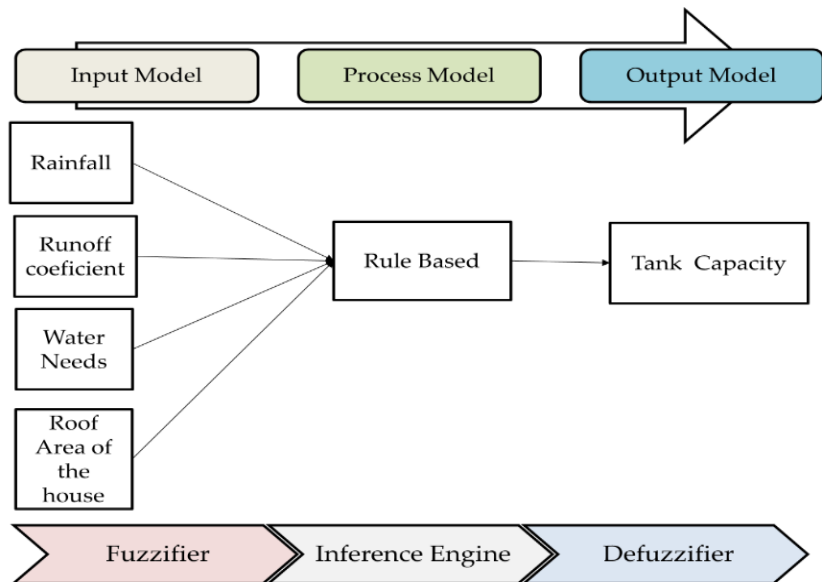 Input Model
Process Model
Output Model
Rainfall
Runoff
coeficient
Water
Needs
Roof
Area of
the
house
Rule Based
Tank Capacity
Fuzzifier
Inference Engine
Defuzzifier